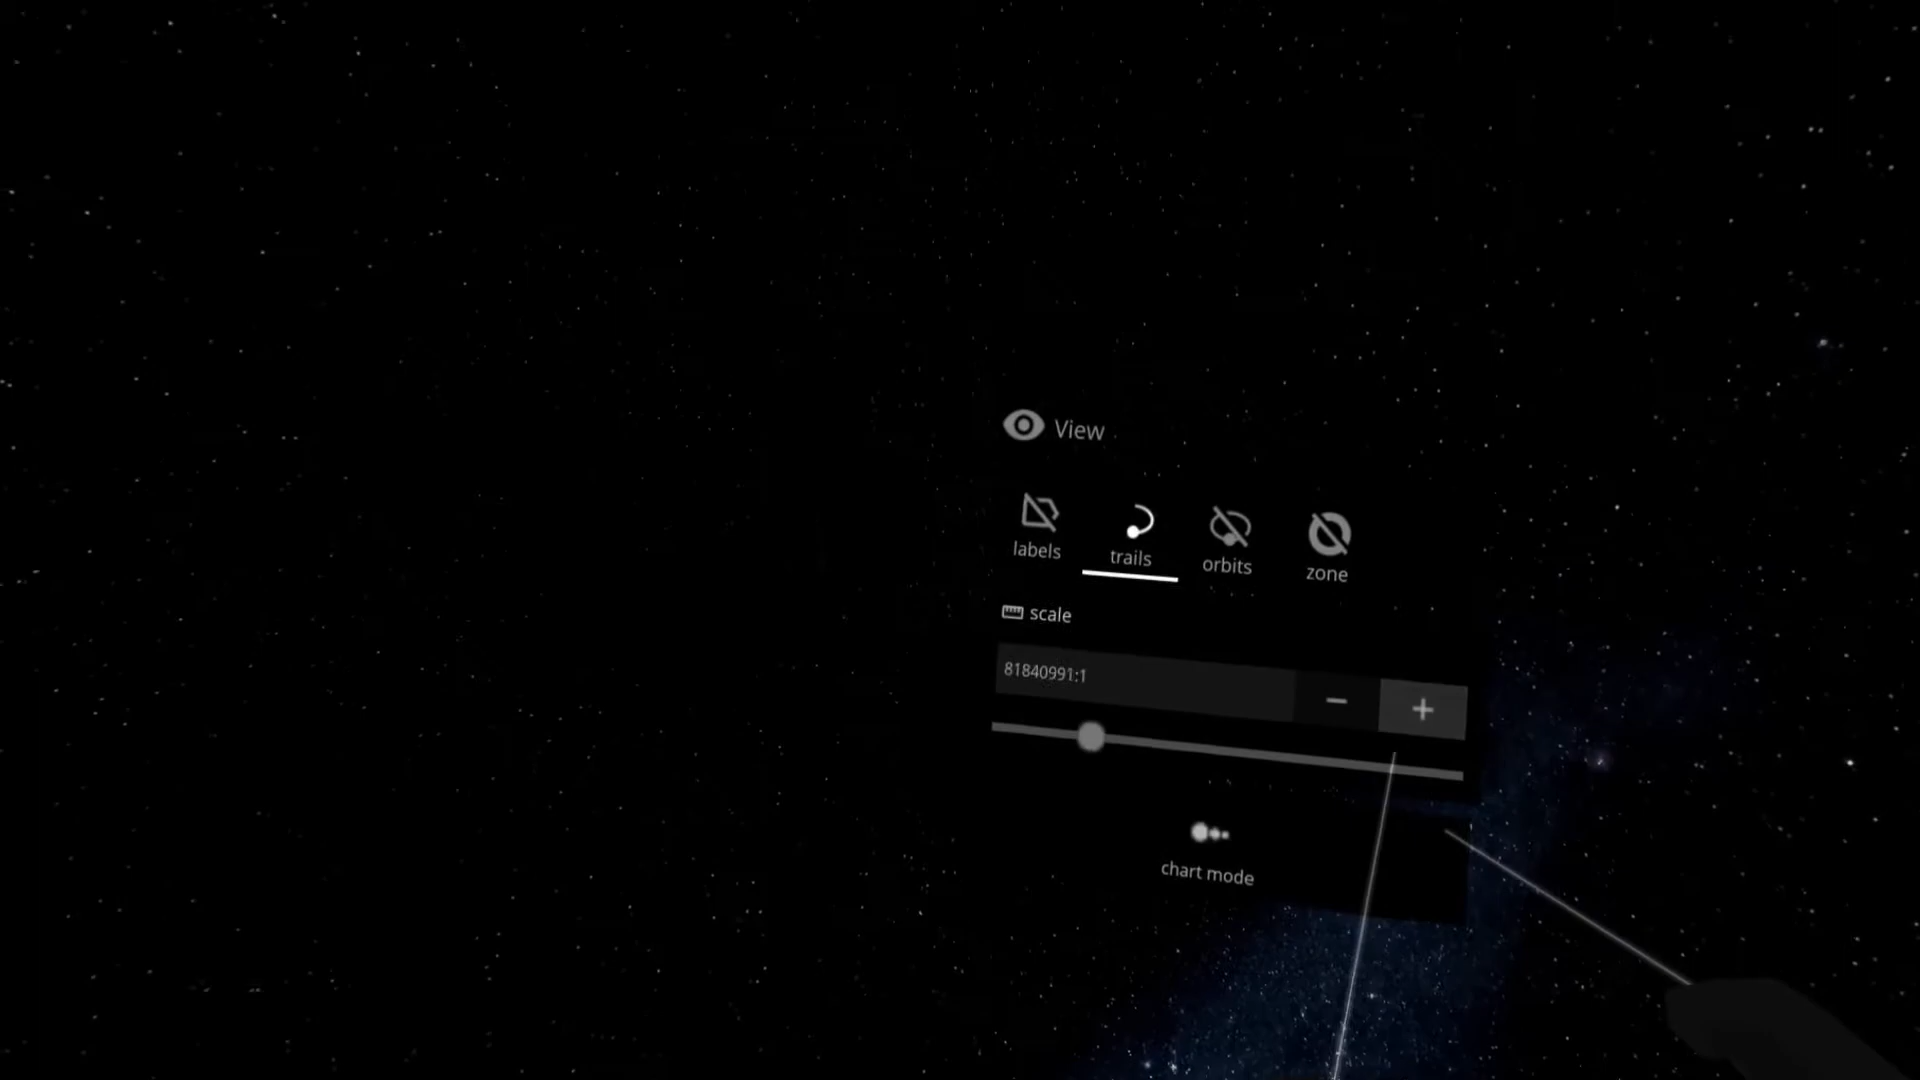 View
labels trails orbits zone
scale
81840991:1 − +
chart mode